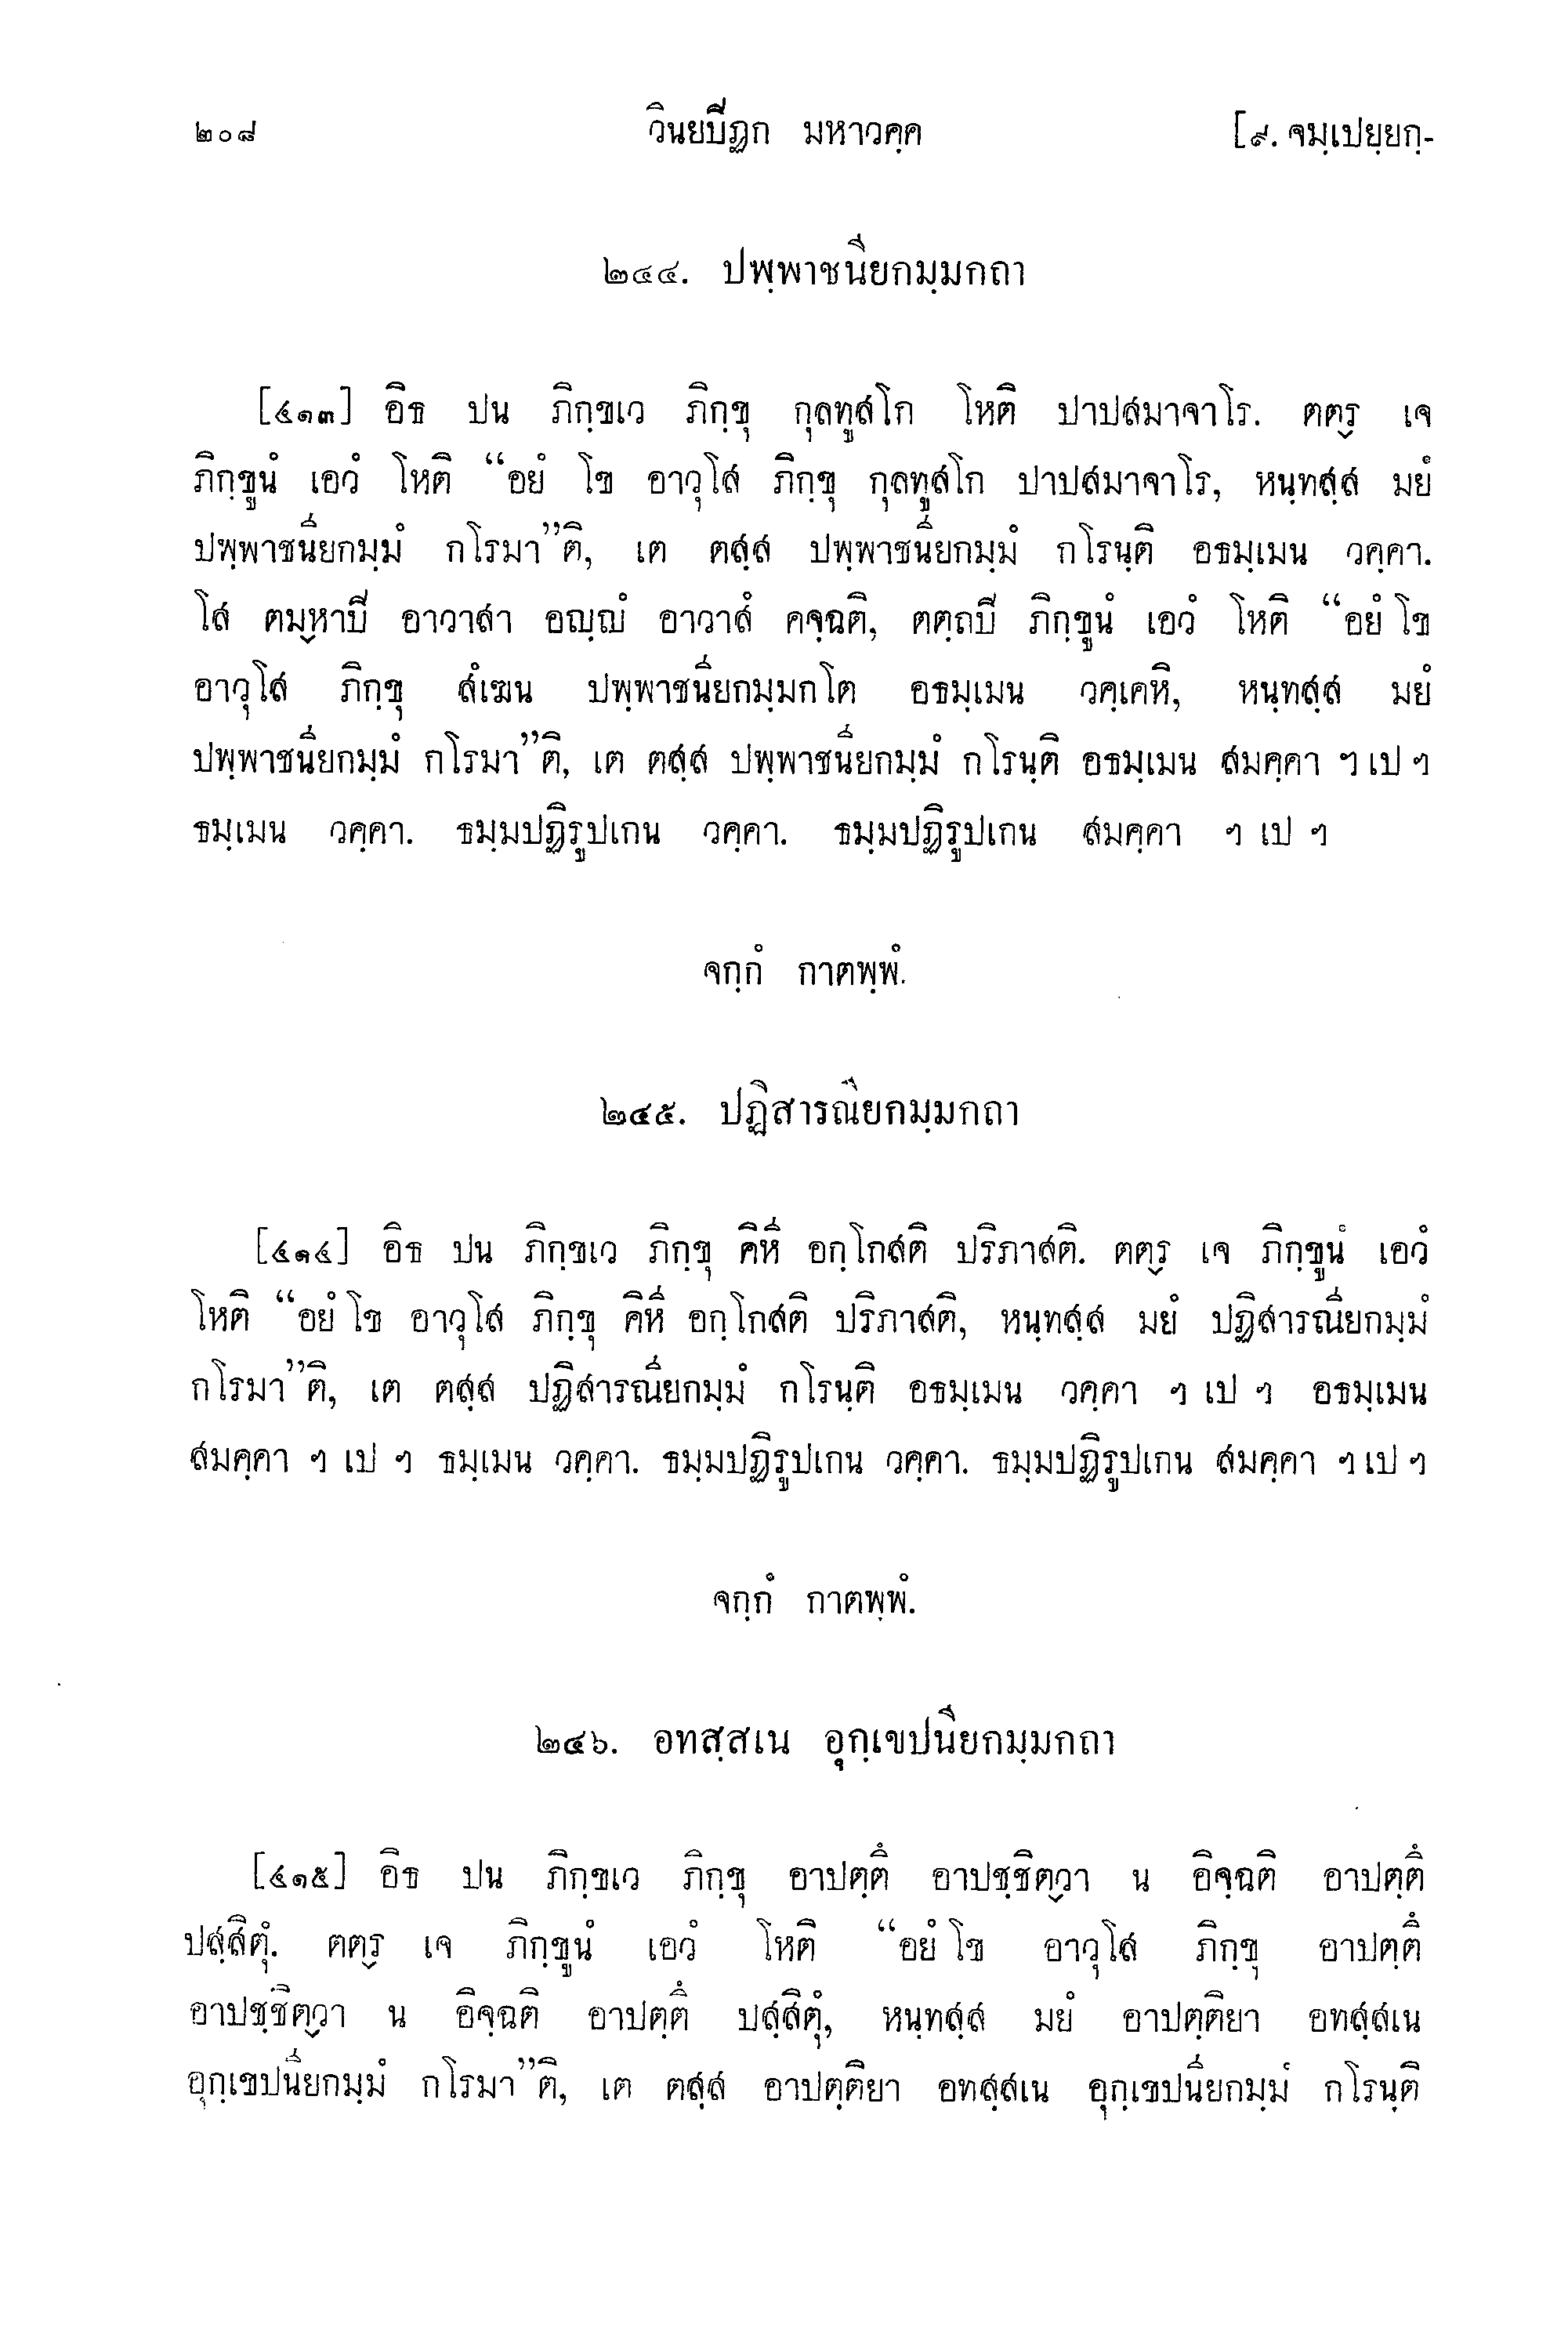 ๒๐๘ วินยปิฏก มหาวคฺค [๙. จมฺเปยฺยกฺ-
๒๔๔. ปพฺพาชนียกมฺมกถา
[๔๑๓] อิธ ปน ภิกฺขเว ภิกฺขุ กุลทูสโก โหติ ปาปสมาจาโร. ตตฺร เจ
ภิกฺขูนํ เอวํ โหติ “อยํ โข อาวุโส ภิกฺขุ กุลทูสโก ปาปสมาจาโร, หนฺทสฺส มยํ
ปพฺพาชนียกมฺมํ กโรมา”ติ, เต ตสฺส ปพฺพาชนียกมฺมํ กโรนฺติ อธมฺเมน วคฺคา.
โส ตมฺหาปิ อาวาสา อญฺญํ อาวาสํ คจฺฉติ, ตตฺถปิ ภิกฺขูนํ เอวํ โหติ “อยํ โข
อาวุโส ภิกฺขุ สํเฆน ปพฺพาชนียกมฺมกโต อธมฺเมน วคฺเคหิ, หนฺทสฺส มยํ
ปพฺพาชนียกมฺมํ กโรมา”ติ, เต ตสฺส ปพฺพาชนียกมฺมํ กโรนฺติ อธมฺเมน สมคฺคา ฯ เป ฯ
ธมฺเมน วคฺคา. ธมฺมปฏิรูปเกน วคฺคา. ธมฺมปฏิรูปเกน สมคฺคา ฯ เป ฯ
จกฺกํ กาตพฺพํ.
๒๔๕. ปฏิสารณียกมฺมกถา
[๔๑๔] อิธ ปน ภิกฺขเว ภิกฺขุ คิหึ อกฺโกสติ ปริภาสติ. ตตฺร เจ ภิกฺขูนํ เอวํ
โหติ “อยํ โข อาวุโส ภิกฺขุ คิหึ อกฺโกสติ ปริภาสติ, หนฺทสฺส มยํ ปฏิสารณียกมฺมํ
กโรมา”ติ, เต ตสฺส ปฏิสารณียกมฺมํ กโรนฺติ อธมฺเมน วคฺคา ฯ เป ฯ อธมฺเมน
สมคฺคา ฯ เป ฯ ธมฺเมน วคฺคา. ธมฺมปฏิรูปเกน วคฺคา. ธมฺมปฏิรูปเกน สมคฺคา ฯ เป ฯ
จกฺกํ กาตพฺพํ.
๒๔๖. อทสฺสเน อุกฺเขปนียกมฺมกถา
[๔๑๕] อิธ ปน ภิกฺขเว ภิกฺขุ อาปตฺตึ อาปชฺชิตฺวา น อิจฺฉติ อาปตฺตึ
ปสฺสิตุํ. ตตฺร เจ ภิกฺขูนํ เอวํ โหติ “อยํ โข อาวุโส ภิกฺขุ อาปตฺตึ
อาปชฺชิตฺวา น อิจฺฉติ อาปตฺตึ ปสฺสิตุํ, หนฺทสฺส มยํ อาปตฺติยา อทสฺสเน
อุกฺเขปนียกมฺมํ กโรมา”ติ, เต ตสฺส อาปตฺติยา อทสฺสเน อุกฺเขปนียกมฺมํ กโรนฺติ